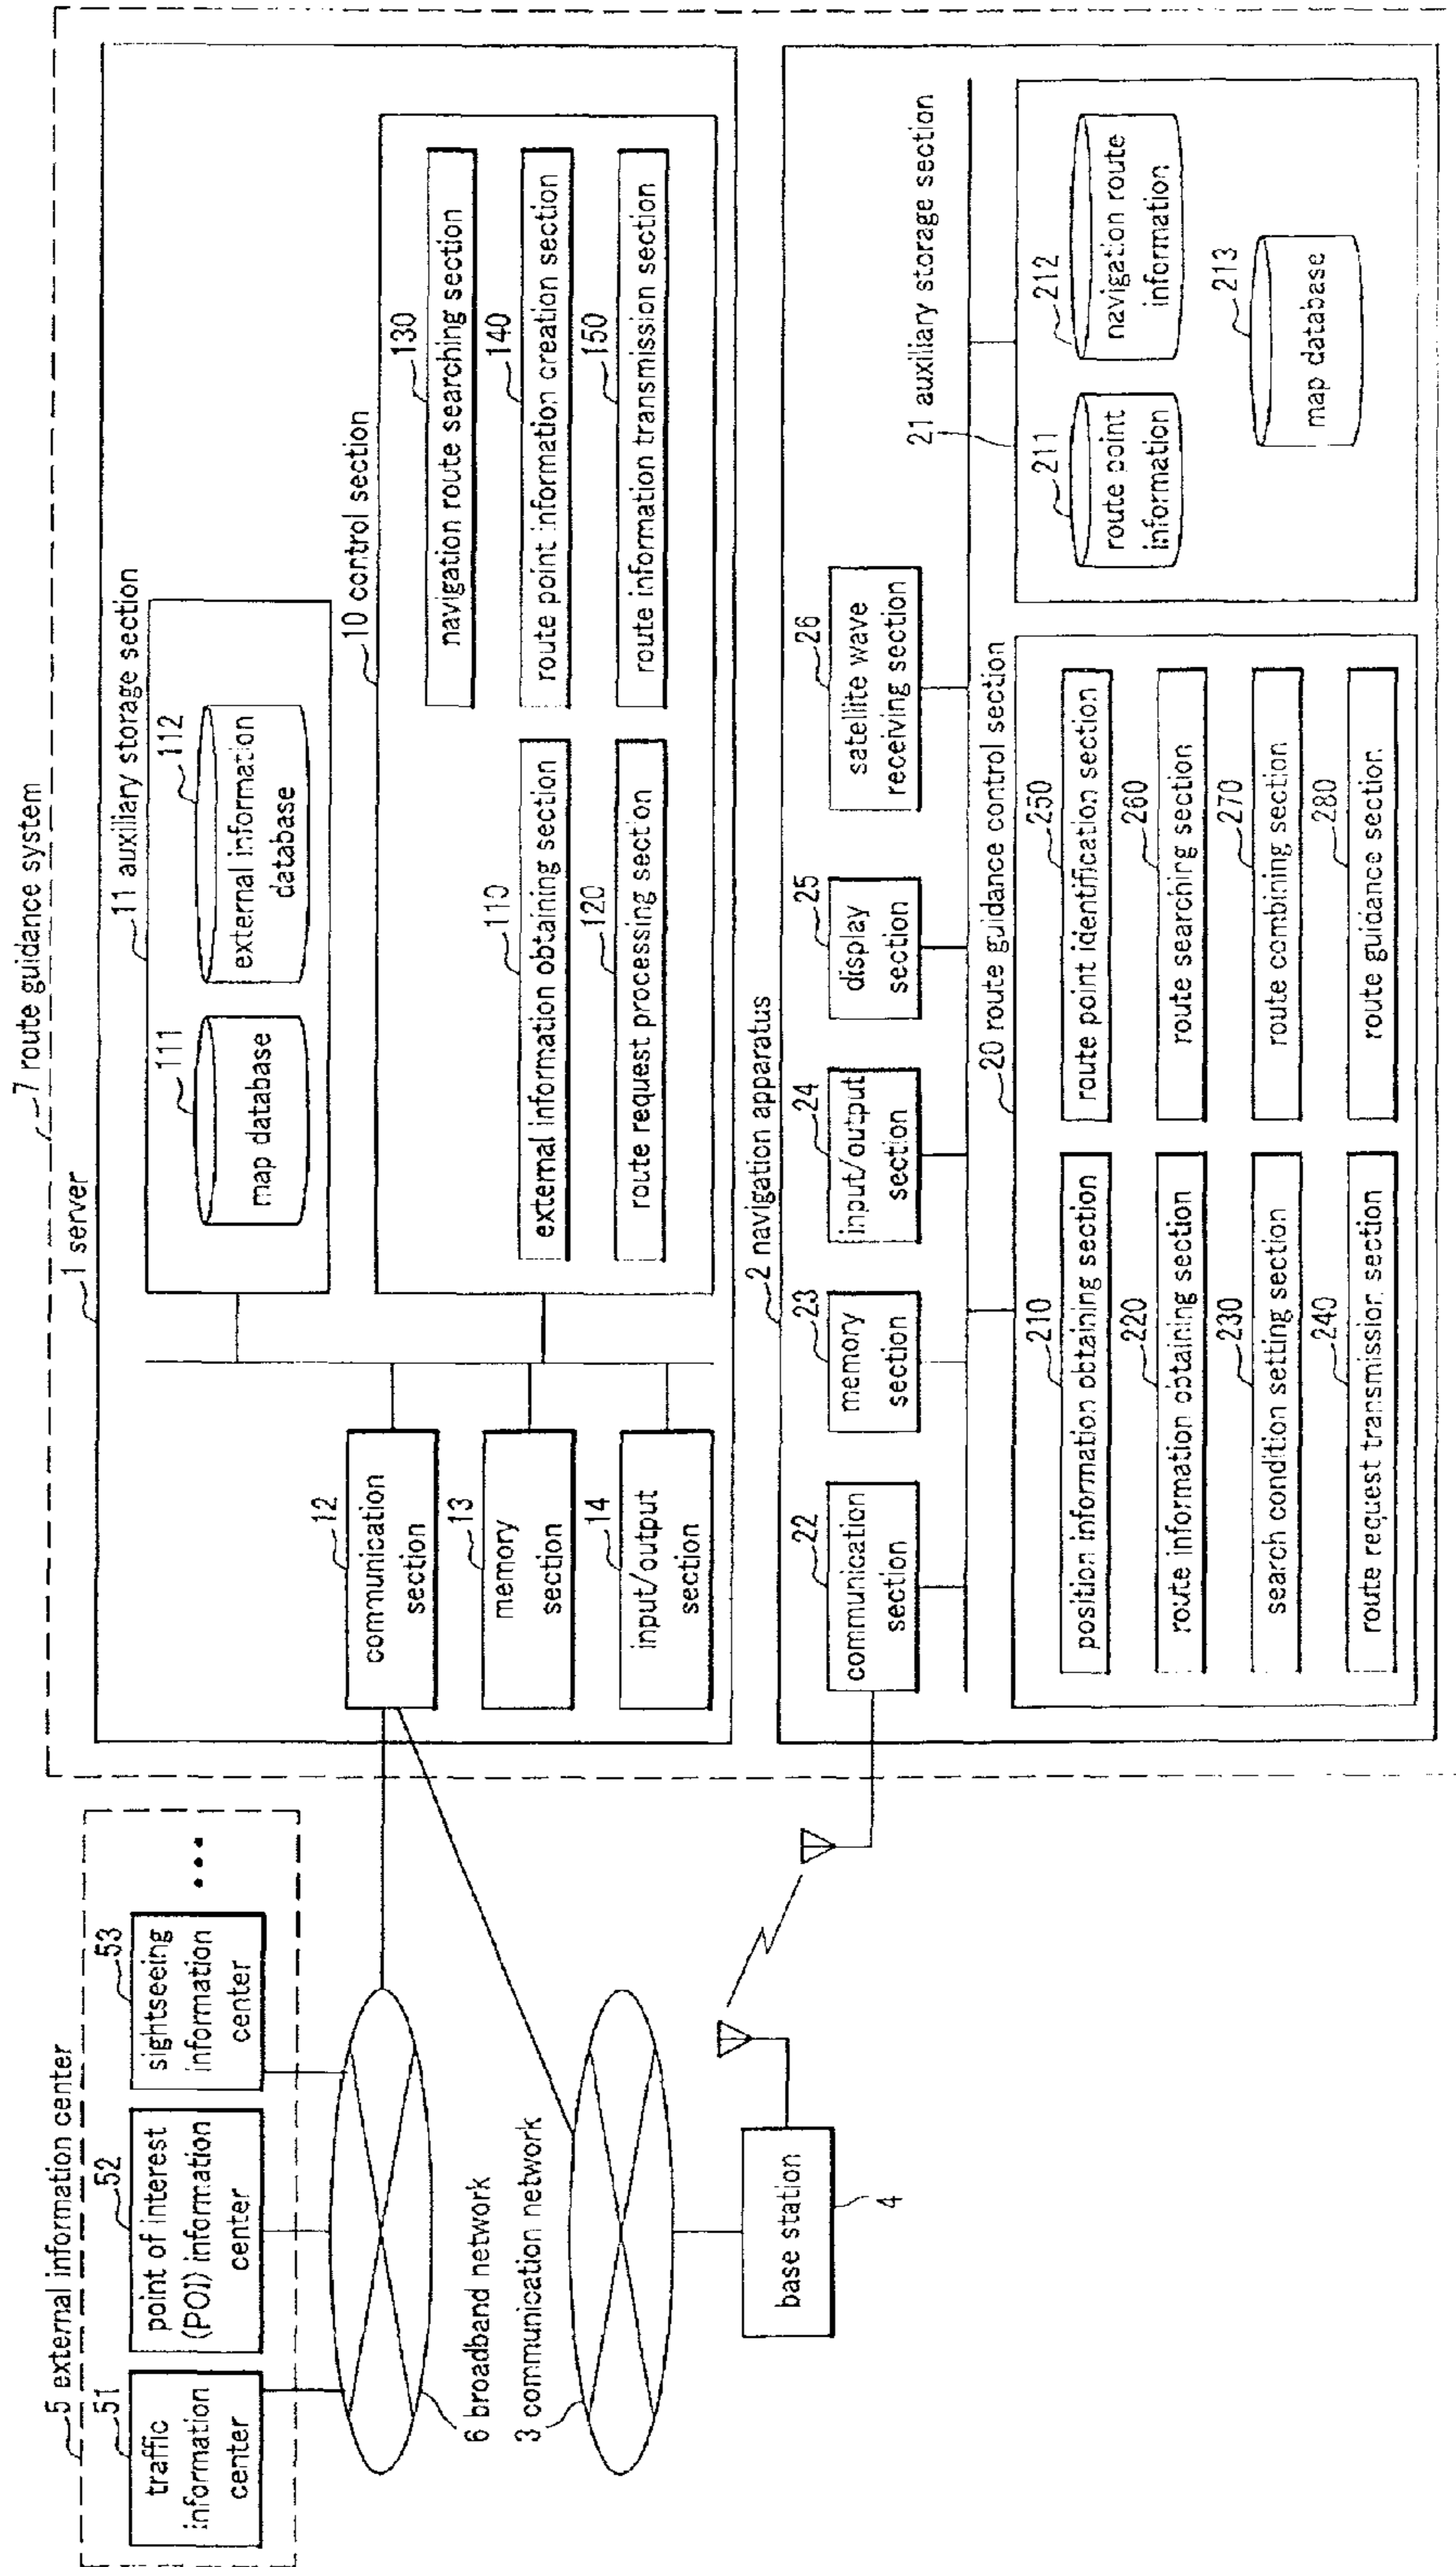 7 route guidance system
5 external information center
51
traffic
information
center
52
point of interest
(POI) information
center
53
sightseeing
information
center
...
6 broadband network
3 communication network
base station
4
1 server
12
communication
section
13
memory
section
14
input/output
section
11 auxiliary storage section
111
map database
112
external information
database
10 control section
110
external information obtaining section
120
route request processing section
130
navigation route searching section
140
route point information creation section
150
route information transmission section
2 navigation apparatus
22
communication
section
23
memory
section
24
input/output
section
25
display
section
26
satellite wave
receiving section
20 route guidance control section
210
position information obtaining section
220
route information obtaining section
230
search condition setting section
240
route request transmission section
250
route point identification section
260
route searching section
270
route combining section
280
route guidance section
21 auxiliary storage section
211
route point
information
212
navigation route
information
213
map database